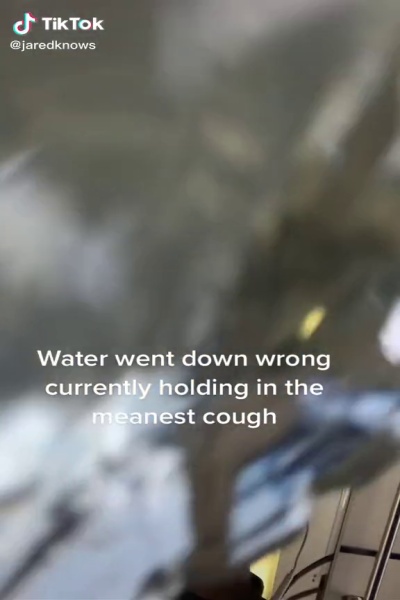 TikTok
@jaredknows
Water went down wrong
currently holding in the
meanest cough